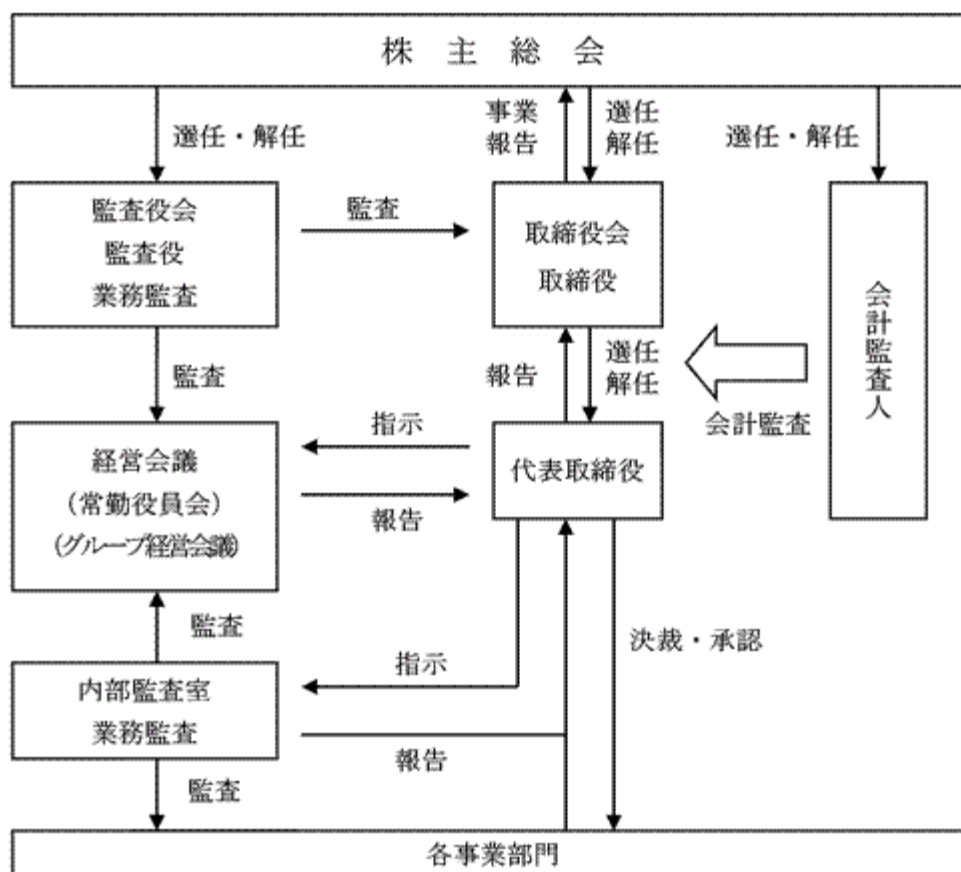 株主総会
選任・解任
事業
報告
選任
解任
選任・解任
監査役会
監査役
業務監査
監査
取締役会
取締役
会計監査人
監査
報告
選任
解任
会計監査
経営会議
(常勤役員会)
(グループ経営会議)
指示
報告
代表取締役
監査
決裁・承認
内部監査室
業務監査
指示
報告
監査
各事業部門